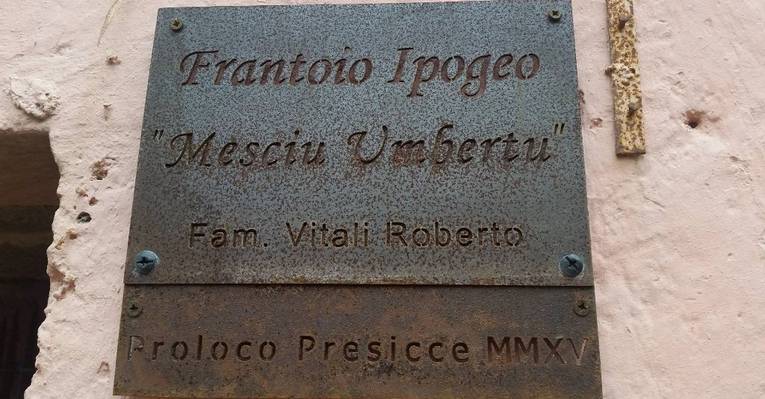 Frantoio Ipogeo
"Mesciu Umbertu"
Fam. Vitali Roberto
Proloco Presicce MMXV